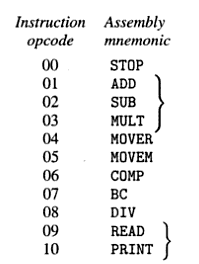 Instruction Assembly
opcode mnemonic
00 STOP
01 ADD
02 SUB
03 MULT
04 MOVER
05 MOVEM
06 COMP
07 BC
08 DIV
09 READ
10 PRINT